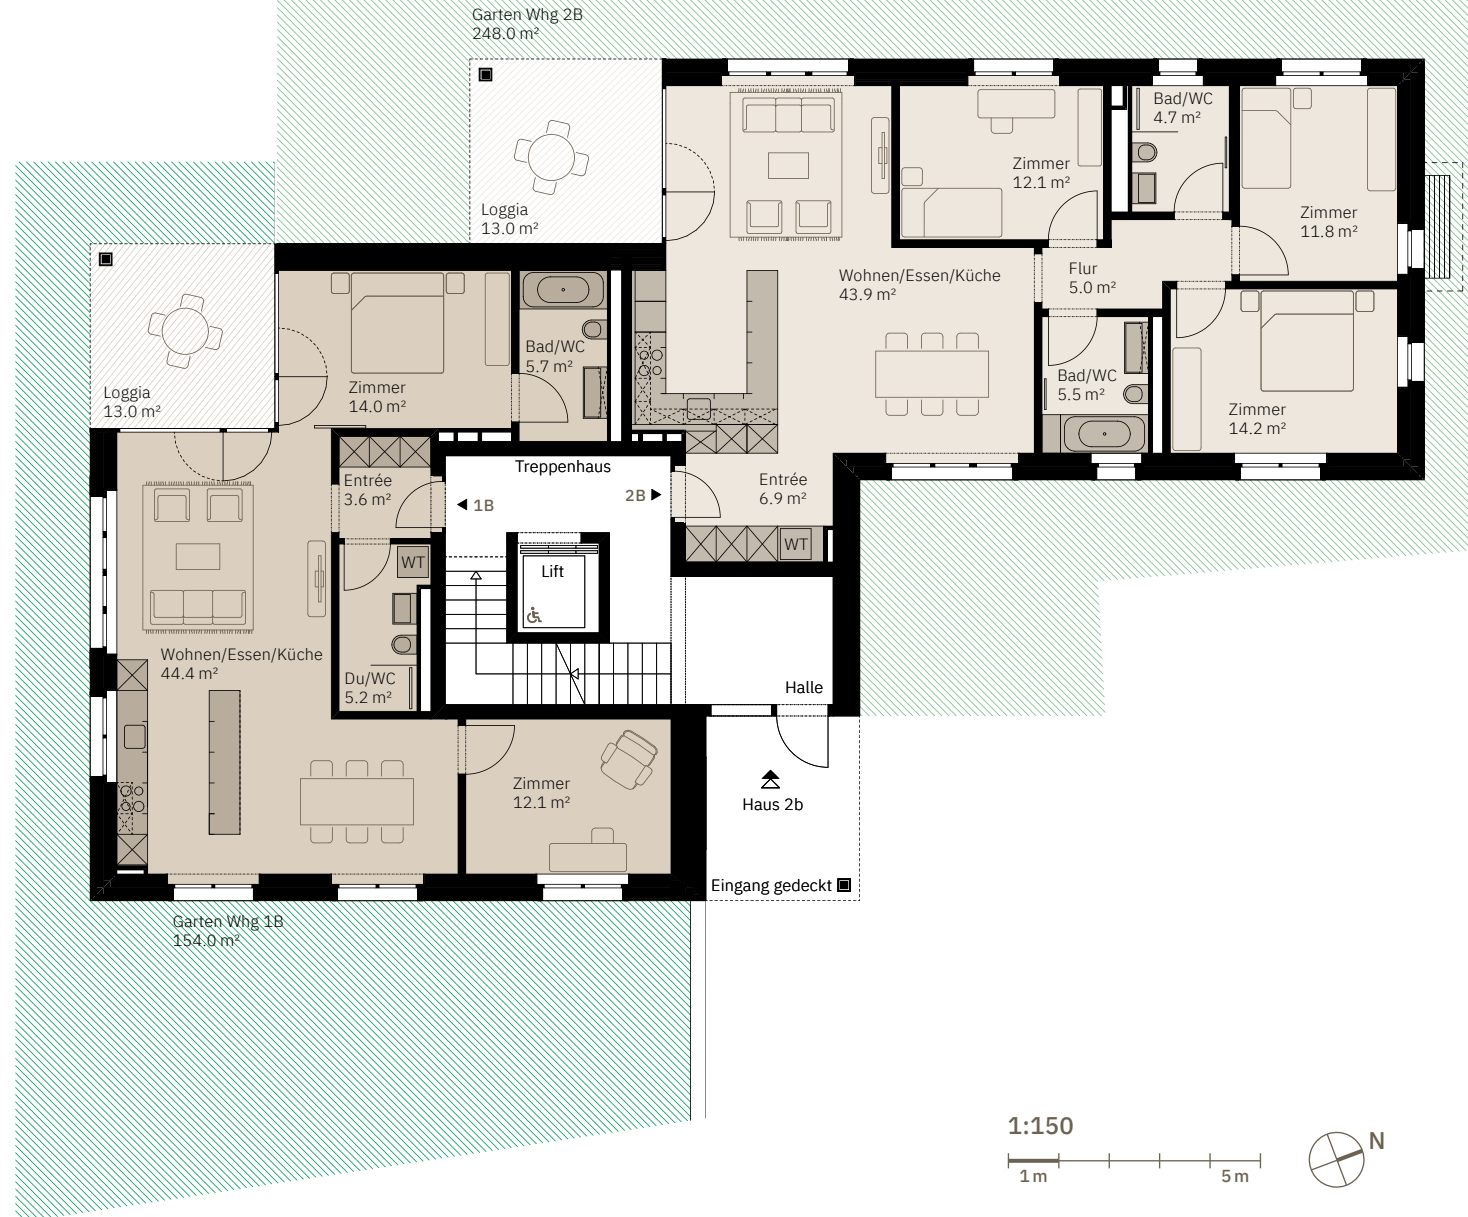 Garten Whg 2B
248.0 m²
Loggia
13.0 m²
Bad/WC
4.7 m²
Zimmer
12.1 m²
Zimmer
11.8 m²
Wohnen/Essen/Küche
43.9 m²
Flur
5.0 m²
Bad/WC
5.5 m²
Zimmer
14.2 m²
Loggia
13.0 m²
Zimmer
14.0 m²
Bad/WC
5.7 m²
Entrée
3.6 m²
Treppenhaus
1B
2B
Entrée
6.9 m²
WT
WT
Lift
Wohnen/Essen/Küche
44.4 m²
Du/WC
5.2 m²
Halle
Zimmer
12.1 m²
Haus 2b
Eingang gedeckt
Garten Whg 1B
154.0 m²
1:150
1 m
5 m
N